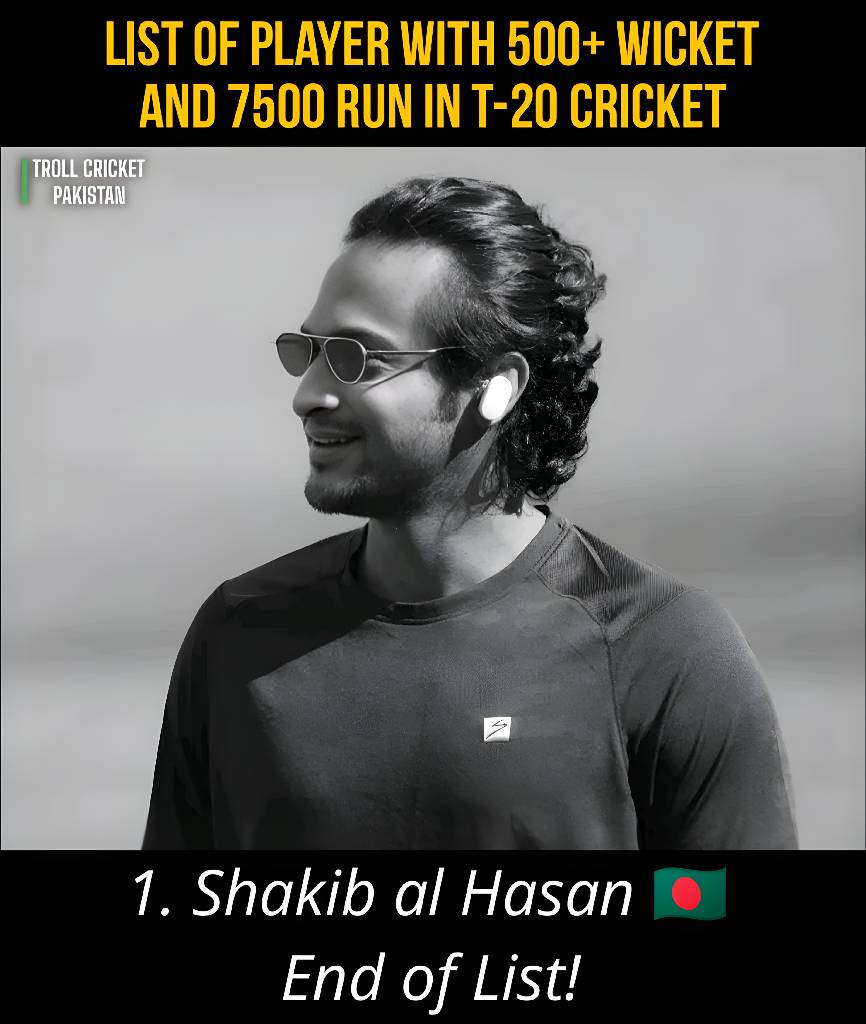 LIST OF PLAYER WITH 500+ WICKET
AND 7500 RUN IN T-20 CRICKET
TROLL CRICKET
PAKISTAN
1. Shakib al Hasan 🇧🇩
End of List!